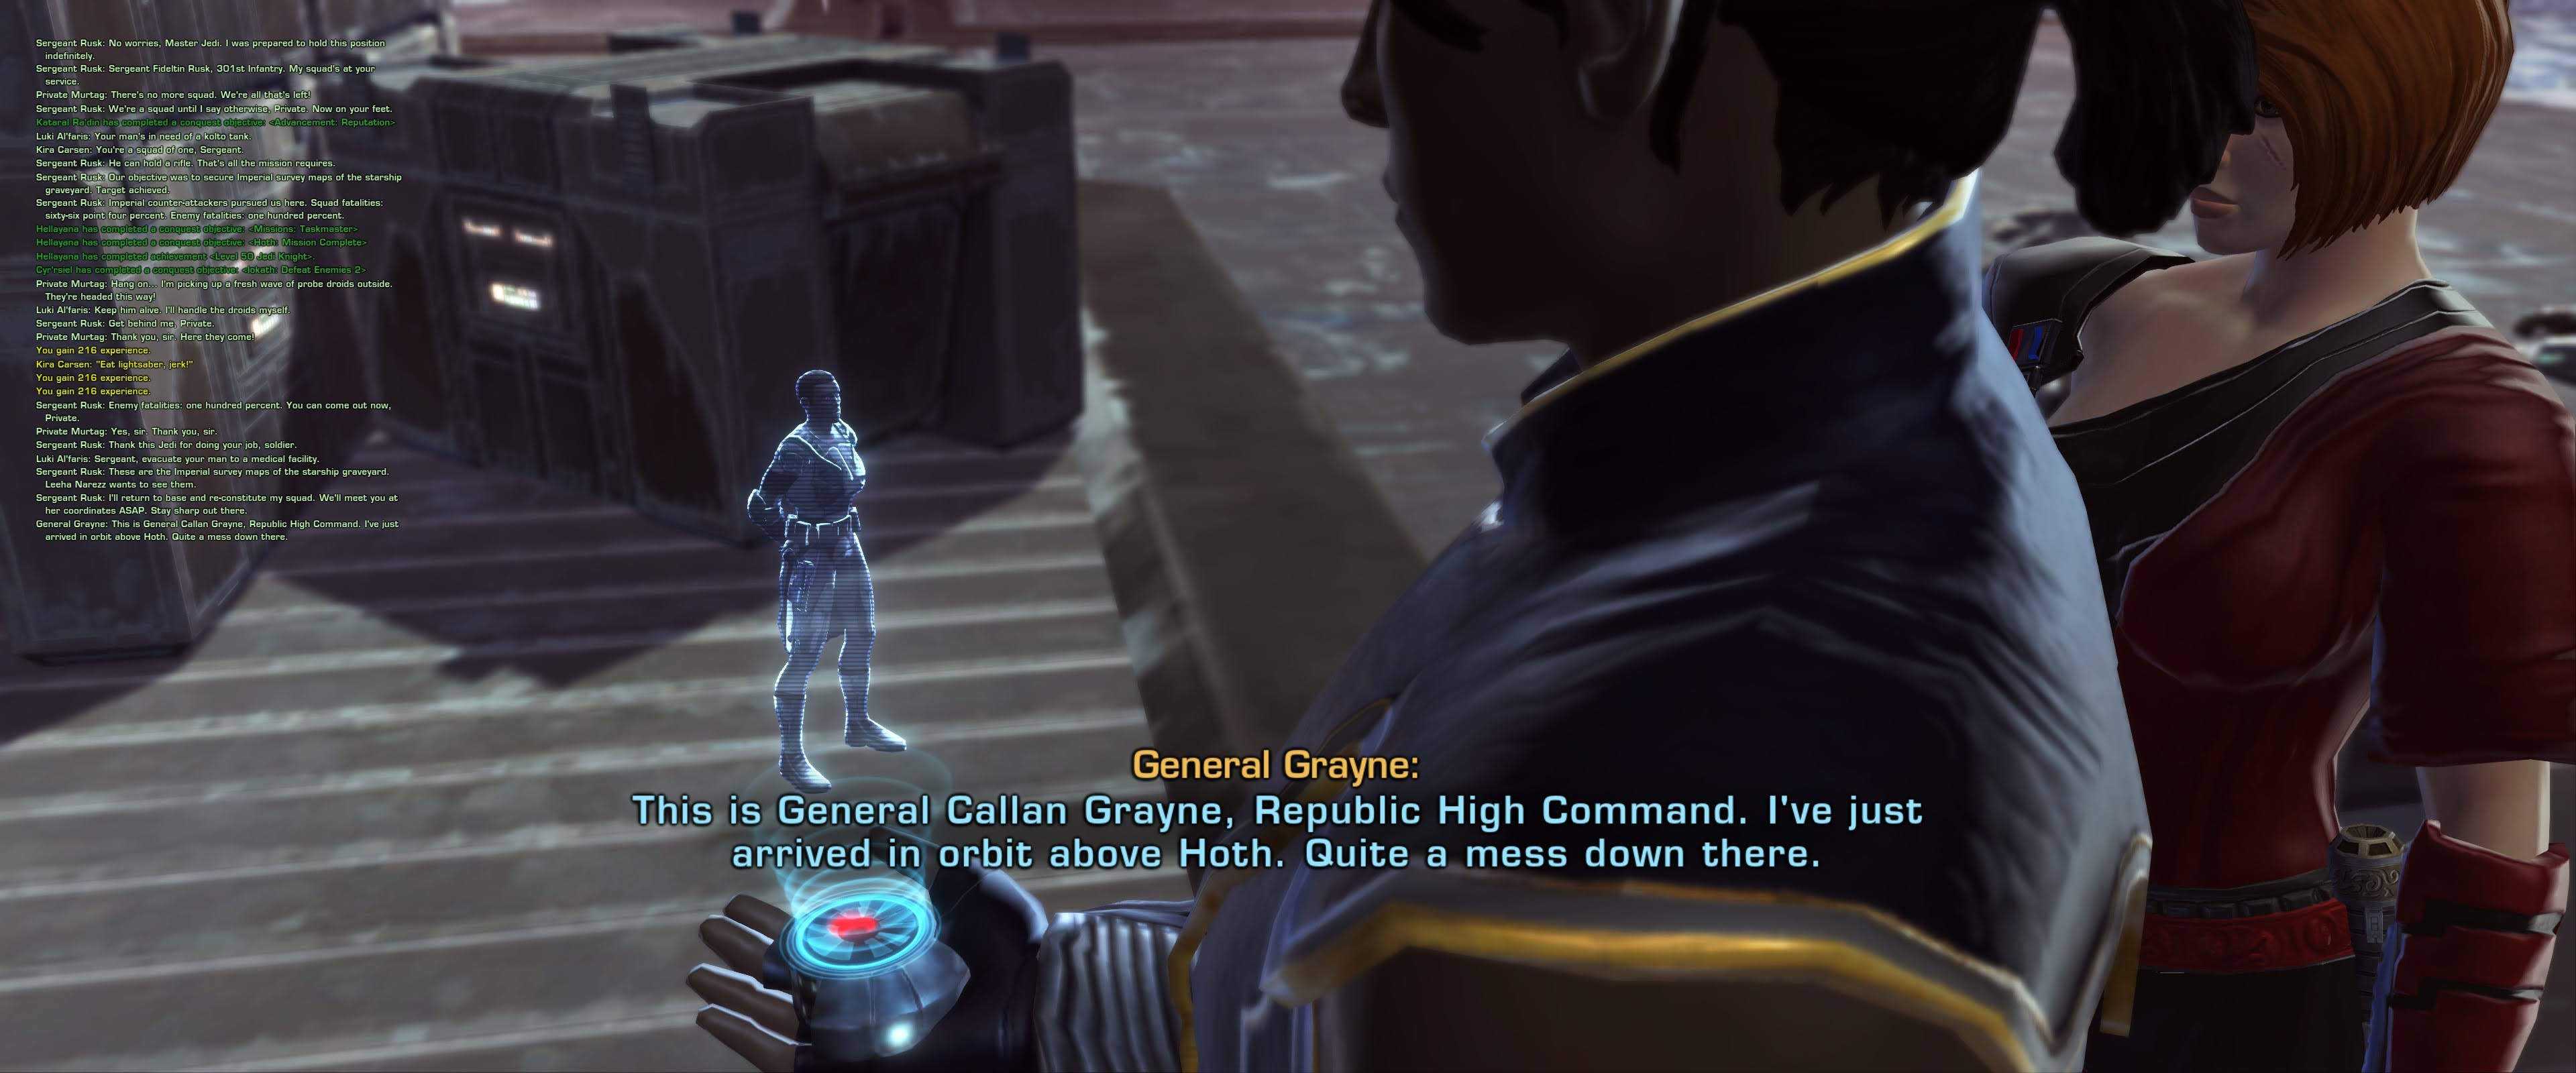 Sergeant Rusk: No worries, Master Jedi. I was prepared to hold this position
indefinitely.
Sergeant Rusk: Sergeant Fideltin Rusk, 301st Infantry. My squad's at your
service.
Private Murtag: There's no more squad. We're all that's left!
Sergeant Rusk: We're a squad until I say otherwise, Private. Now on your feet.
Kataral Ra'din has completed a conquest objective: <Advancement: Reputation>
Luki Al'faris: Your man's in need of a kolto tank.
Kira Carsen: You're a squad of one, Sergeant.
Sergeant Rusk: He can hold a rifle. That's all the mission requires.
Sergeant Rusk: Our objective was to secure Imperial survey maps of the starship
graveyard. Target achieved.
Sergeant Rusk: Imperial counter-attackers pursued us here. Squad fatalities:
sixty-six point four percent. Enemy fatalities: one hundred percent.
Hellayana has completed a conquest objective: <Missions: Taskmaster>
Hellayana has completed a conquest objective: <Hoth: Mission Complete>
Hellayana has completed achievement <Level 50 Jedi Knight>.
Cyr'rsiel has completed a conquest objective: <Iokath: Defeat Enemies 2>
Private Murtag: Hang on... I'm picking up a fresh wave of probe droids outside.
They're headed this way!
Luki Al'faris: Keep him alive. I'll handle the droids myself.
Sergeant Rusk: Get behind me, Private.
Private Murtag: Thank you, sir. Here they come!
You gain 216 experience.
Kira Carsen: "Eat lightsaber, jerk!"
You gain 216 experience.
You gain 216 experience.
Sergeant Rusk: Enemy fatalities: one hundred percent. You can come out now,
Private.
Private Murtag: Yes, sir. Thank you, sir.
Sergeant Rusk: Thank this Jedi for doing your job, soldier.
Luki Al'faris: Sergeant, evacuate your man to a medical facility.
Sergeant Rusk: These are the Imperial survey maps of the starship graveyard.
Leeha Narezz wants to see them.
Sergeant Rusk: I'll return to base and re-constitute my squad. We'll meet you at
her coordinates ASAP. Stay sharp out there.
General Grayne: This is General Callan Grayne, Republic High Command. I've just
arrived in orbit above Hoth. Quite a mess down there.
General Grayne:
This is General Callan Grayne, Republic High Command. I've just
arrived in orbit above Hoth. Quite a mess down there.